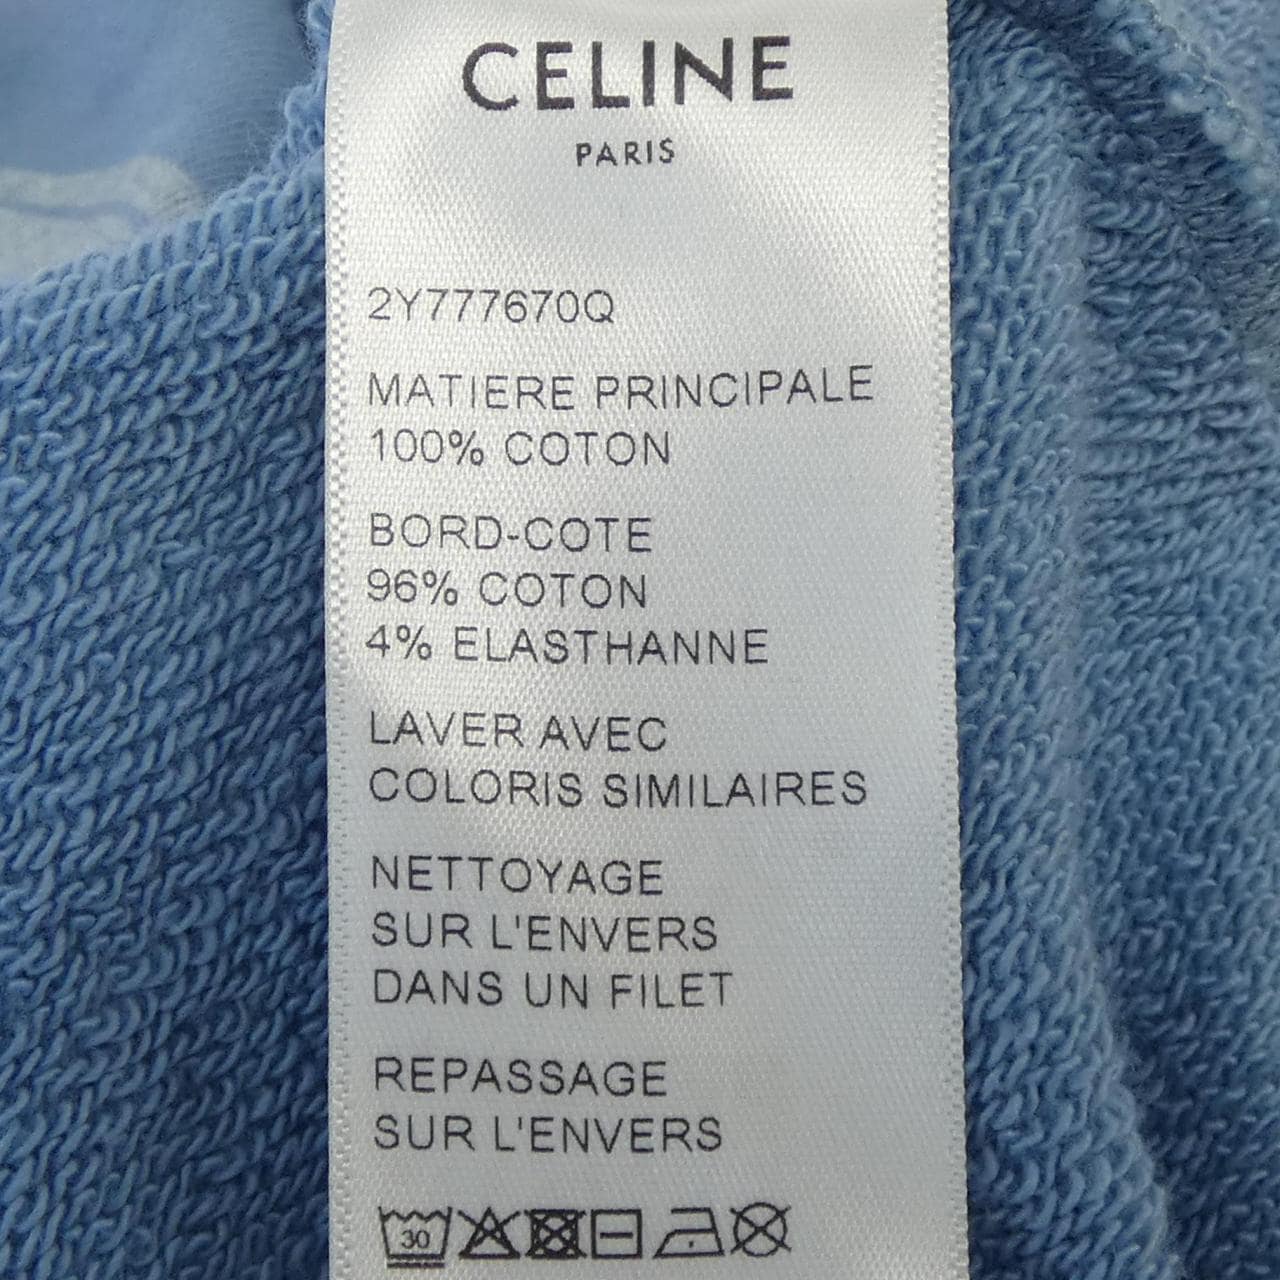 CELINE
PARIS
2Y777670Q
MATIERE PRINCIPALE
100% COTON
BORD-COTE
96% COTON
4% ELASTHANNE
LAVER AVEC
COLORIS SIMILAIRES
NETTOYAGE
SUR L'ENVERS
DANS UN FILET
REPASSAGE
SUR L'ENVERS
30